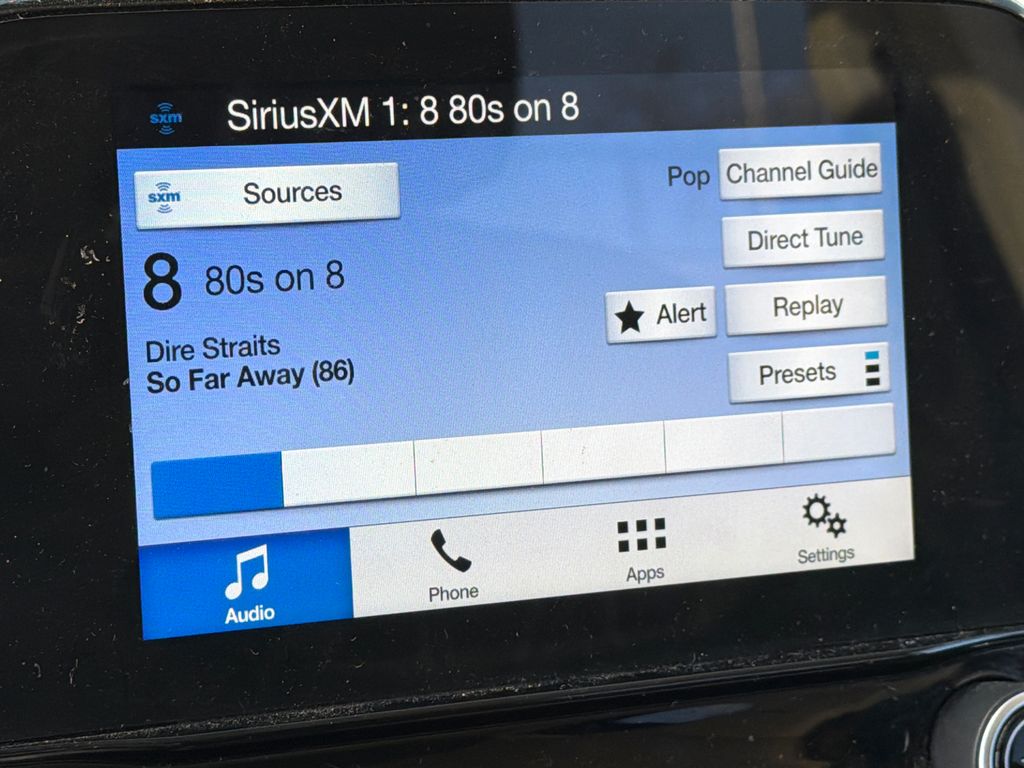 sxm
SiriusXM 1: 8 80s on 8
sxm
Sources
Pop
Channel Guide
8
80s on 8
Direct Tune
Alert
Replay
Dire Straits
So Far Away (86)
Presets
Audio
Phone
Apps
Settings